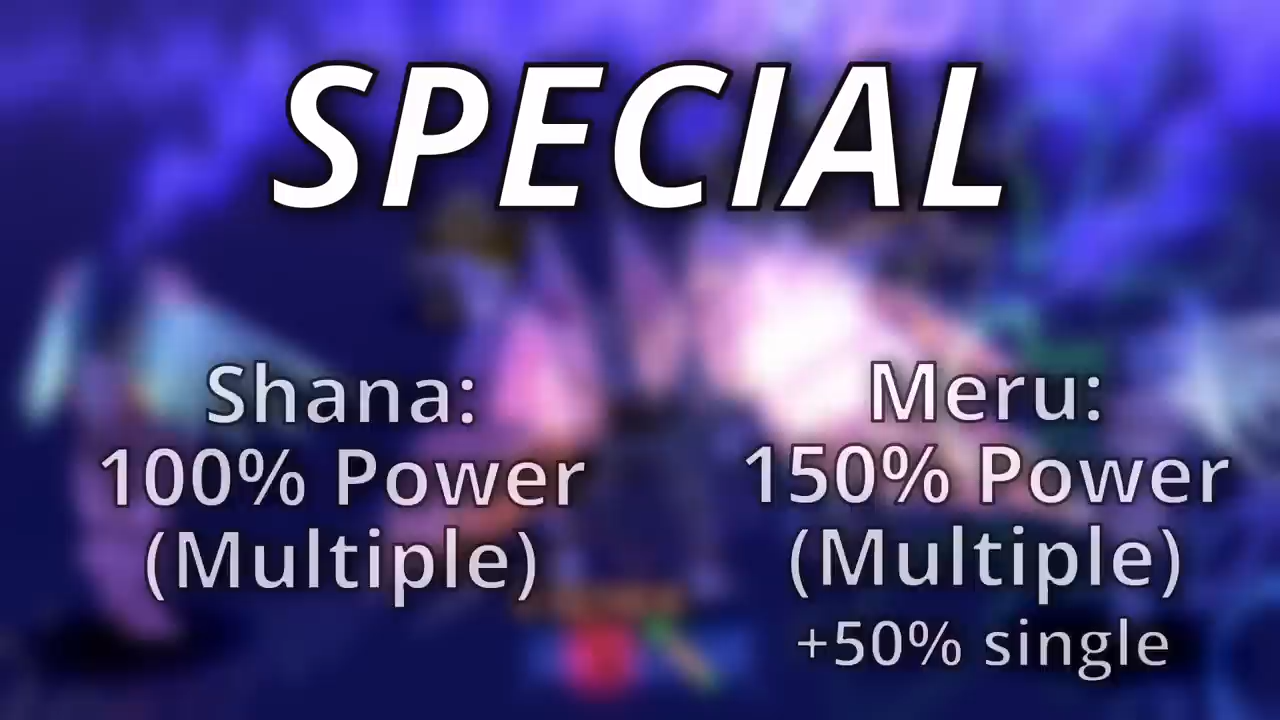 SPECIAL
Shana:
100% Power
(Multiple)
Meru:
150% Power
(Multiple)
+50% single